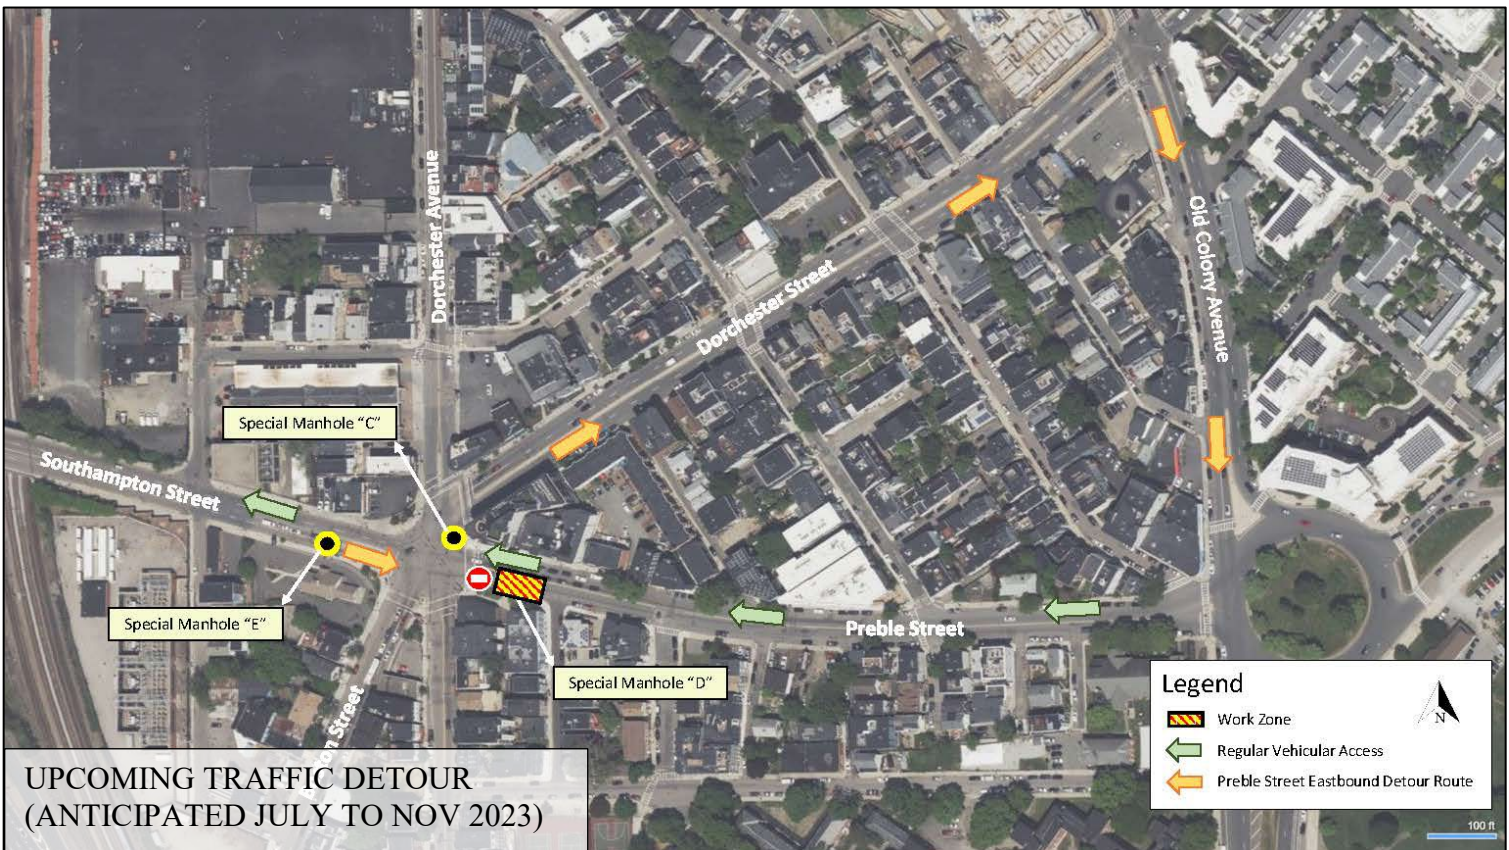 Dorchester Avenue
Old Colony Avenue
Dorchester Street
Special Manhole "C"
Southampton Street
Special Manhole "E"
Preble Street
Special Manhole "D"
Street
Legend
Work Zone
Regular Vehicular Access
Preble Street Eastbound Detour Route
N
UPCOMING TRAFFIC DETOUR
(ANTICIPATED JULY TO NOV 2023)
100 ft